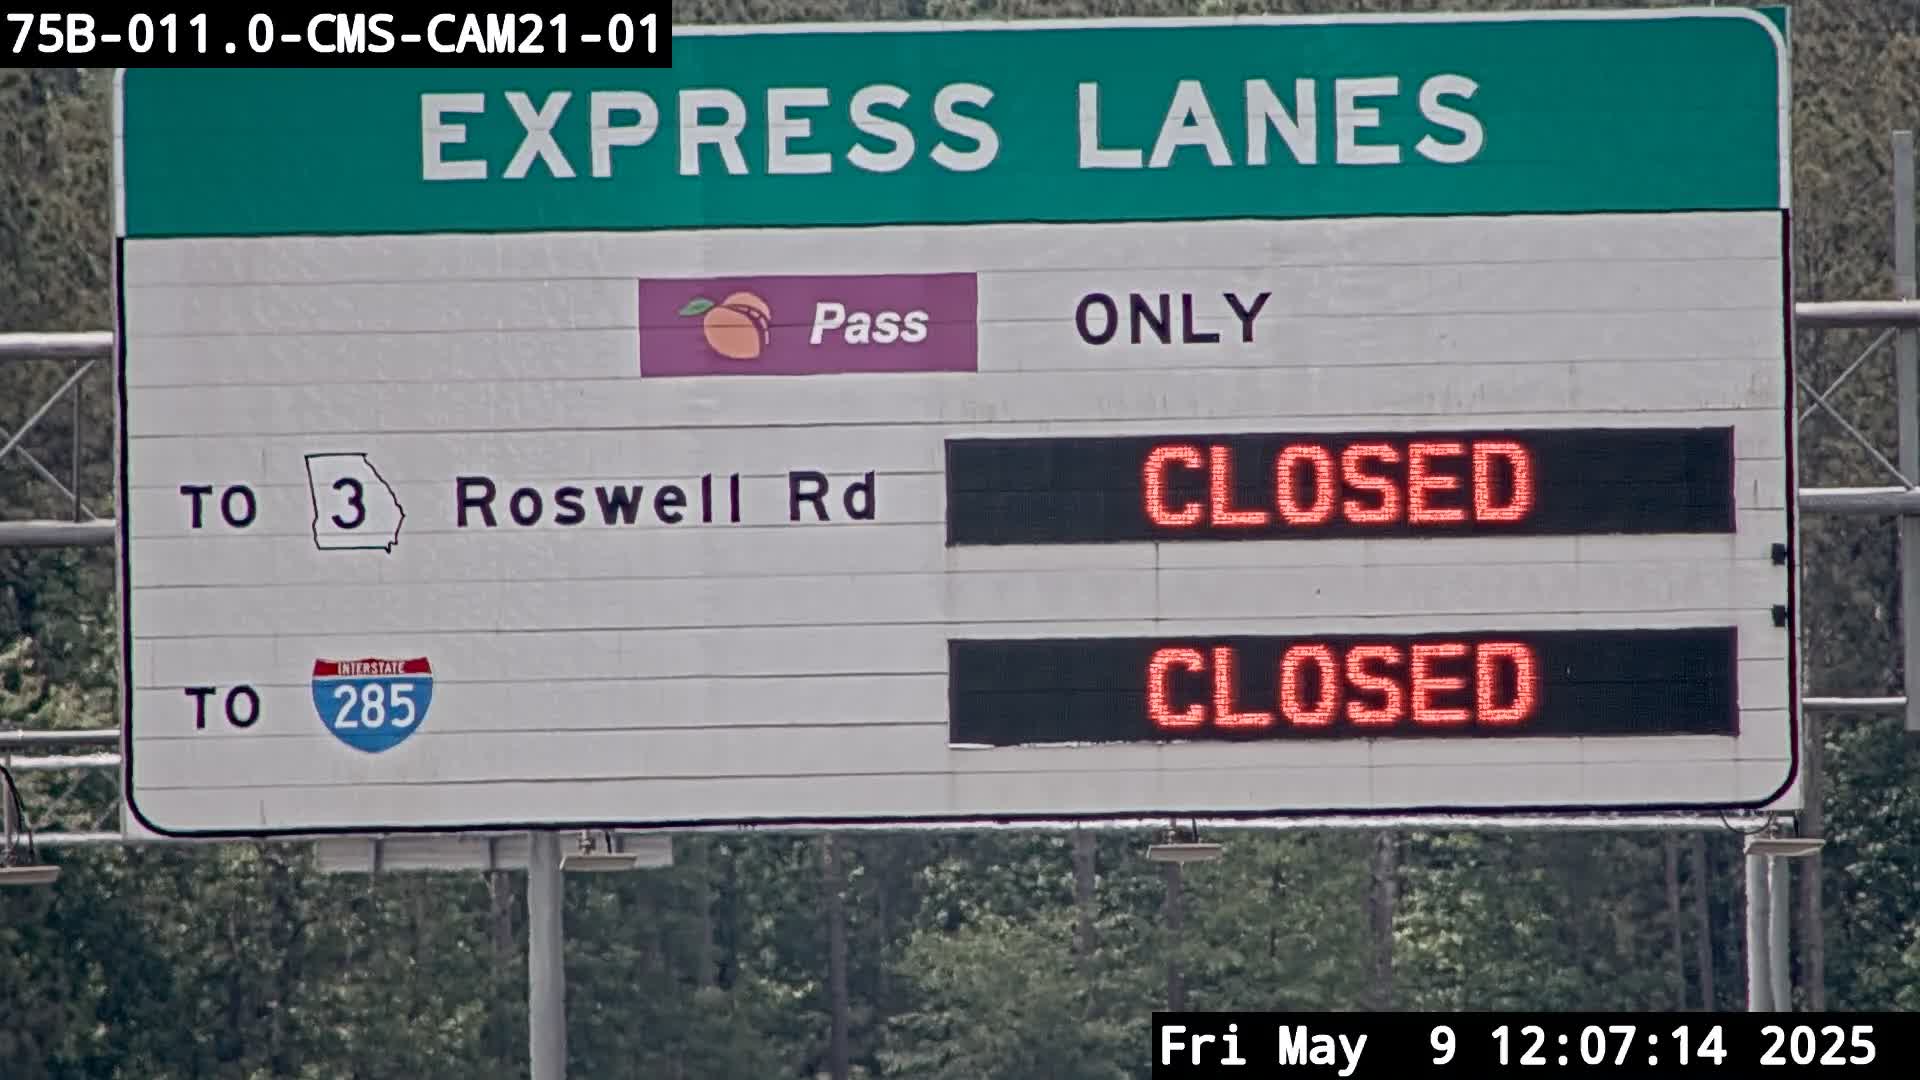 75B-011.0-CMS-CAM21-01
EXPRESS LANES
Pass ONLY
TO 3 Roswell Rd CLOSED
INTERSTATE
TO 285 CLOSED
Fri May 9 12:07:14 2025